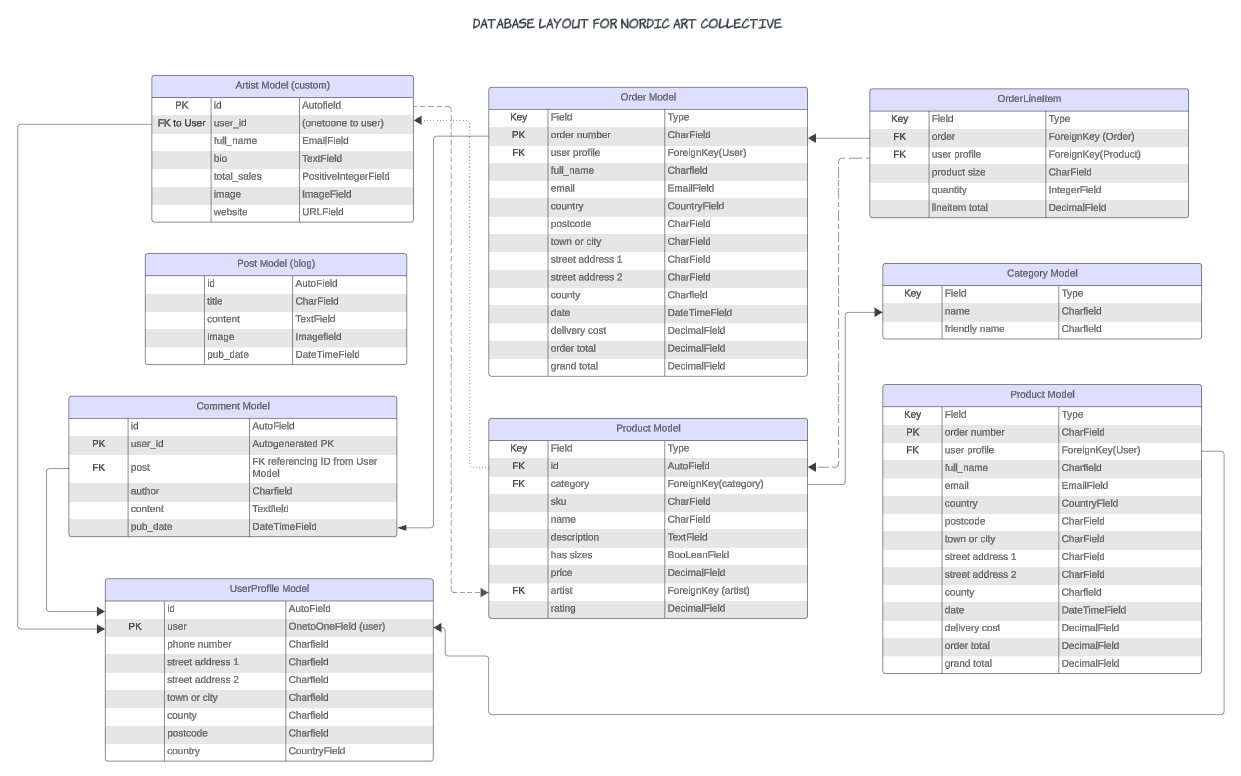 DATABASE LAYOUT FOR NORDIC ART COLLECTIVE
Artist Model (custom)
PK id Autofield
FK to User user_id (onetoone to user)
full_name EmailField
bio TextField
total_sales PositiveIntegerField
image ImageField
website URLField
Post Model (blog)
id AutoField
title CharField
content TextField
image Imagefield
pub_date DateTimeField
Comment Model
id AutoField
PK user_id Autogenerated PK
FK post FK referencing ID from User
Model
author Charfield
content Textfield
pub_date DateTimeField
UserProfile Model
id AutoField
PK user OnetoOneField (user)
phone number Charfield
street address 1 Charfield
street address 2 Charfield
town or city Charfield
county Charfield
postcode Charfield
country CountryField
Order Model
Key Field Type
PK order number CharField
FK user profile ForeignKey(User)
full_name Charfield
email EmailField
country CountryField
postcode CharField
town or city CharField
street address 1 CharField
street address 2 CharField
county Charfield
date DateTimeField
delivery cost DecimalField
order total DecimalField
grand total DecimalField
Product Model
Key Field Type
FK id AutoField
FK category ForeignKey(category)
sku CharField
name CharField
description TextField
has sizes BooLeanField
price DecimalField
FK artist ForeignKey (artist)
rating DecimalField
OrderLineItem
Key Field Type
FK order ForeignKey (Order)
FK user profile ForeignKey(Product)
product size CharField
quantity IntegerField
lineitem total DecimalField
Category Model
Key Field Type
name Charfield
friendly name Charfield
Product Model
Key Field Type
PK order number CharField
FK user profile ForeignKey(User)
full_name Charfield
email EmailField
country CountryField
postcode CharField
town or city CharField
street address 1 CharField
street address 2 CharField
county Charfield
date DateTimeField
delivery cost DecimalField
order total DecimalField
grand total DecimalField